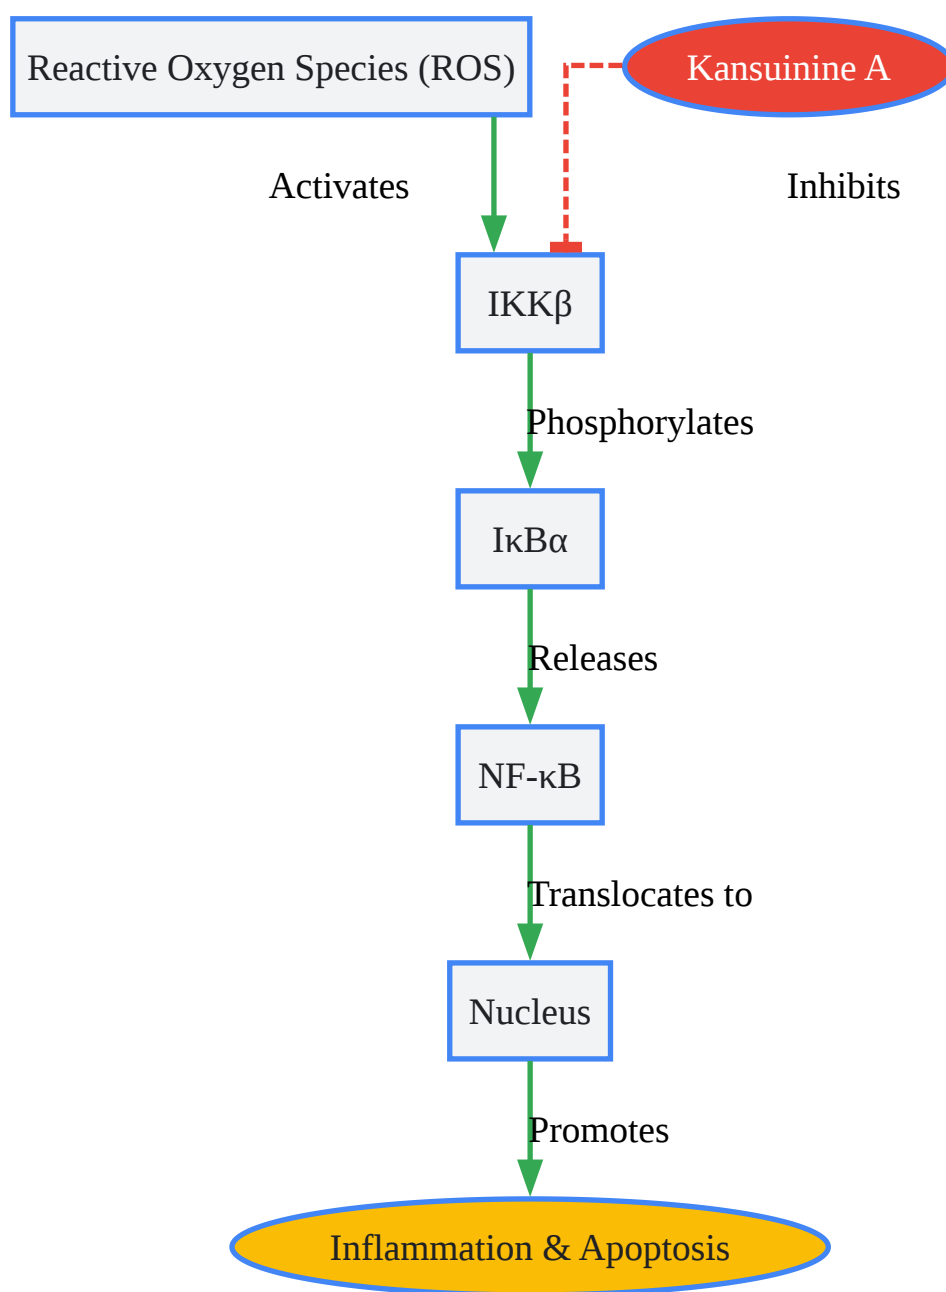 Reactive Oxygen Species (ROS)
Kansuinine A
Activates
Inhibits
IKKβ
Phosphorylates
IκBα
Releases
NF-κB
Translocates to
Nucleus
Promotes
Inflammation & Apoptosis